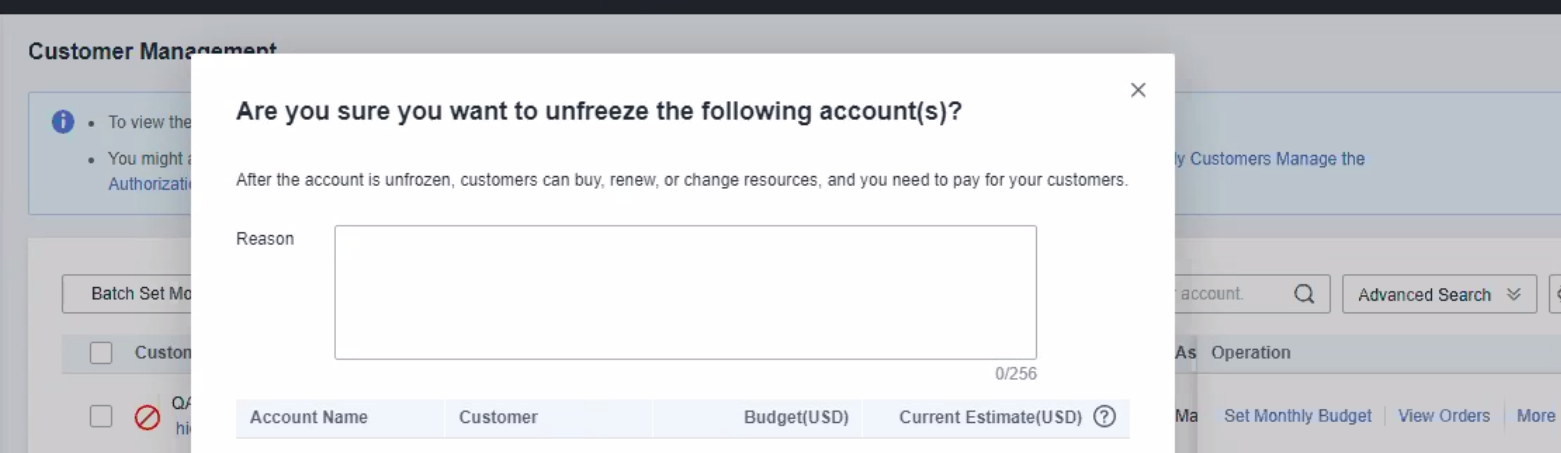 Customer Management
Are you sure you want to unfreeze the following account(s)?
To view the
You might
Authorizati
ly Customers Manage the
After the account is unfrozen, customers can buy, renew, or change resources, and you need to pay for your customers.
Reason
0/256
Batch Set Mo
account.
Advanced Search
Custom
As
Operation
Account Name
Customer
Budget(USD)
Current Estimate(USD)
QA
hi
Ma
Set Monthly Budget
View Orders
More